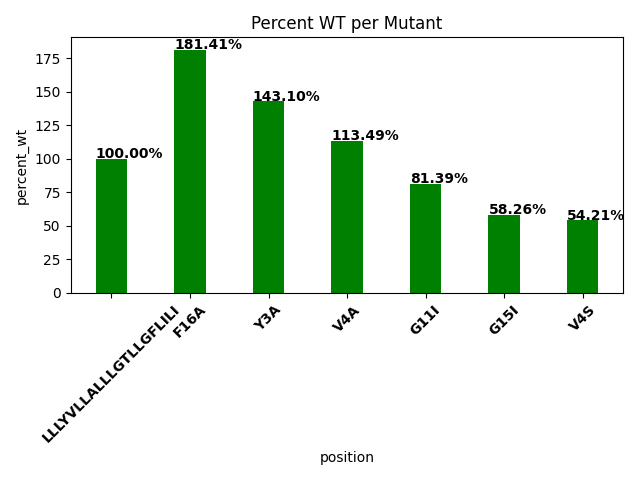 Percent WT per Mutant
percent_wt
175
150
125
100
75
50
25
0
100.00%
181.41%
143.10%
113.49%
81.39%
58.26%
54.21%
LLLYVLLALLLGTLLGFLILI
F16A
Y3A
V4A
G11I
G15I
V4S
position